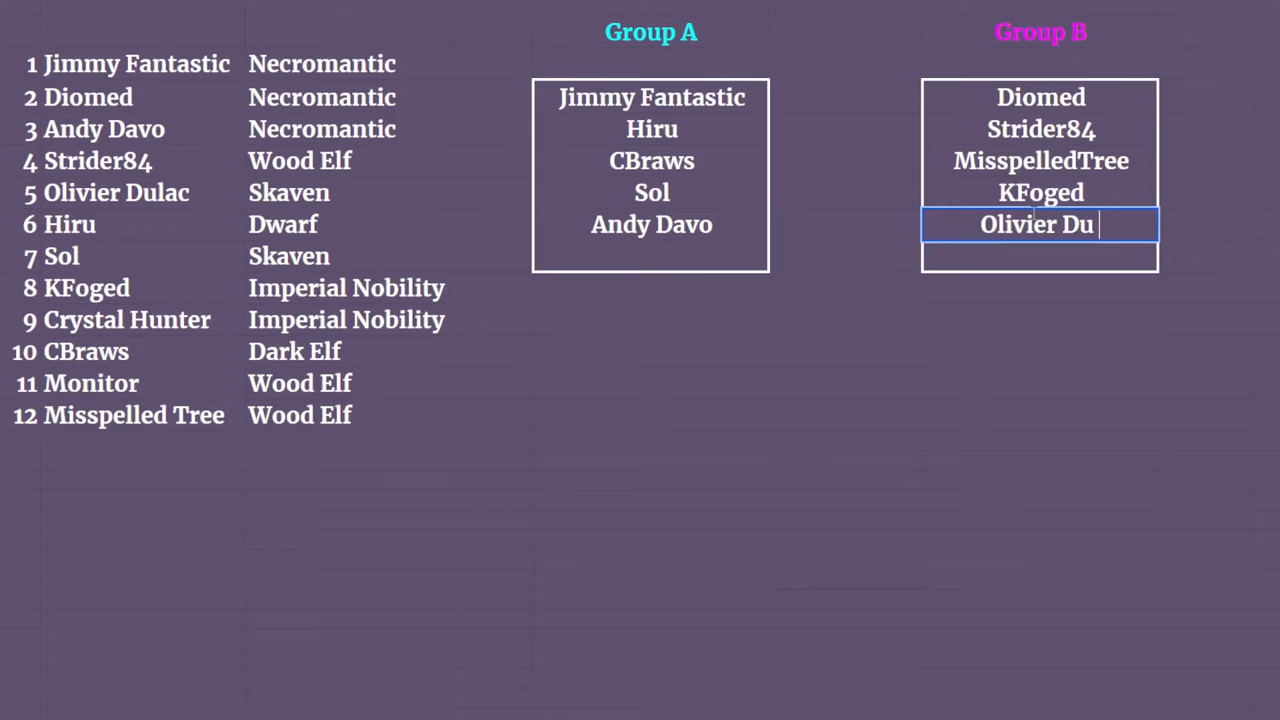 Group A
Group B
1 Jimmy Fantastic Necromantic
2 Diomed Necromantic
3 Andy Davo Necromantic
4 Strider84 Wood Elf
5 Olivier Dulac Skaven
6 Hiru Dwarf
7 Sol Skaven
8 KFoged Imperial Nobility
9 Crystal Hunter Imperial Nobility
10 CBraws Dark Elf
11 Monitor Wood Elf
12 Misspelled Tree Wood Elf
Jimmy Fantastic
Hiru
CBraws
Sol
Andy Davo
Diomed
Strider84
MisspelledTree
KFoged
Olivier Du